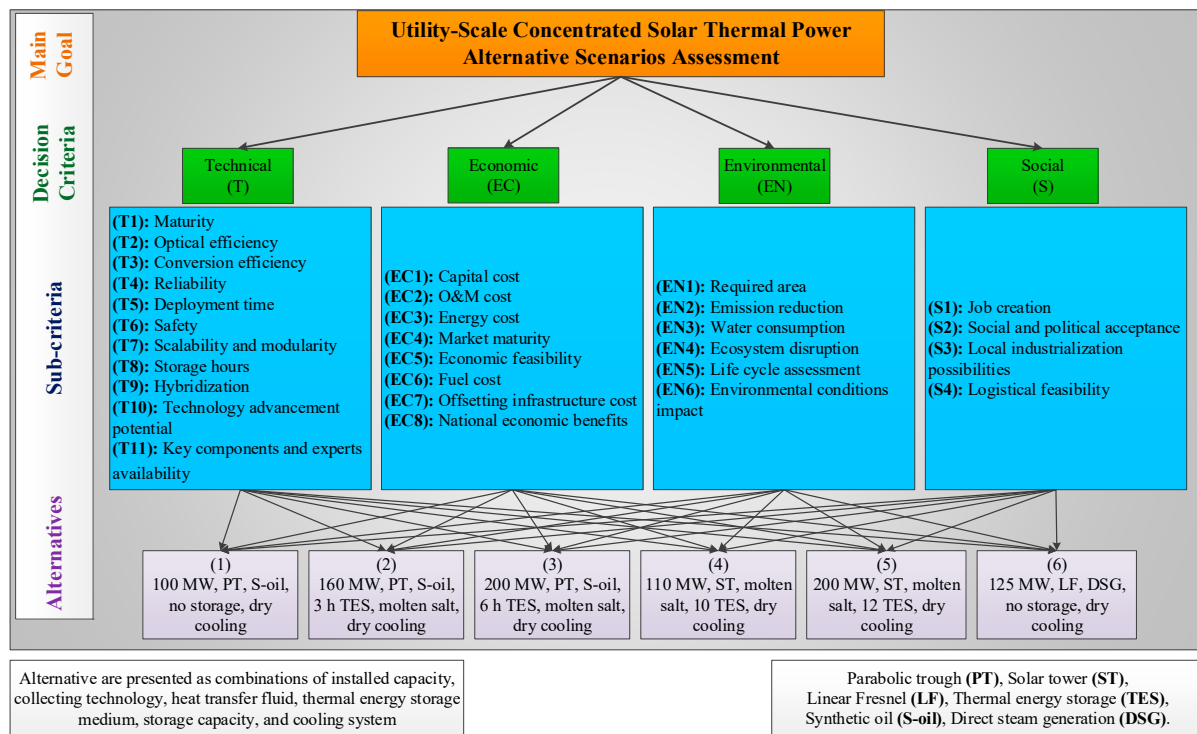 Main Goal
Utility-Scale Concentrated Solar Thermal Power
Alternative Scenarios Assessment
Decision Criteria
Technical
(T)
Economic
(EC)
Environmental
(EN)
Social
(S)
Sub-criteria
(T1): Maturity
(T2): Optical efficiency
(T3): Conversion efficiency
(T4): Reliability
(T5): Deployment time
(T6): Safety
(T7): Scalability and modularity
(T8): Storage hours
(T9): Hybridization
(T10): Technology advancement
potential
(T11): Key components and experts
availability
(EC1): Capital cost
(EC2): O&M cost
(EC3): Energy cost
(EC4): Market maturity
(EC5): Economic feasibility
(EC6): Fuel cost
(EC7): Offsetting infrastructure cost
(EC8): National economic benefits
(EN1): Required area
(EN2): Emission reduction
(EN3): Water consumption
(EN4): Ecosystem disruption
(EN5): Life cycle assessment
(EN6): Environmental conditions
impact
(S1): Job creation
(S2): Social and political acceptance
(S3): Local industrialization
possibilities
(S4): Logistical feasibility
Alternatives
(1)
100 MW, PT, S-oil,
no storage, dry
cooling
(2)
160 MW, PT, S-oil,
3 h TES, molten salt,
dry cooling
(3)
200 MW, PT, S-oil,
6 h TES, molten salt,
dry cooling
(4)
110 MW, ST, molten
salt, 10 TES, dry
cooling
(5)
200 MW, ST, molten
salt, 12 TES, dry
cooling
(6)
125 MW, LF, DSG,
no storage, dry
cooling
Alternative are presented as combinations of installed capacity,
collecting technology, heat transfer fluid, thermal energy storage
medium, storage capacity, and cooling system
Parabolic trough (PT), Solar tower (ST),
Linear Fresnel (LF), Thermal energy storage (TES),
Synthetic oil (S-oil), Direct steam generation (DSG).